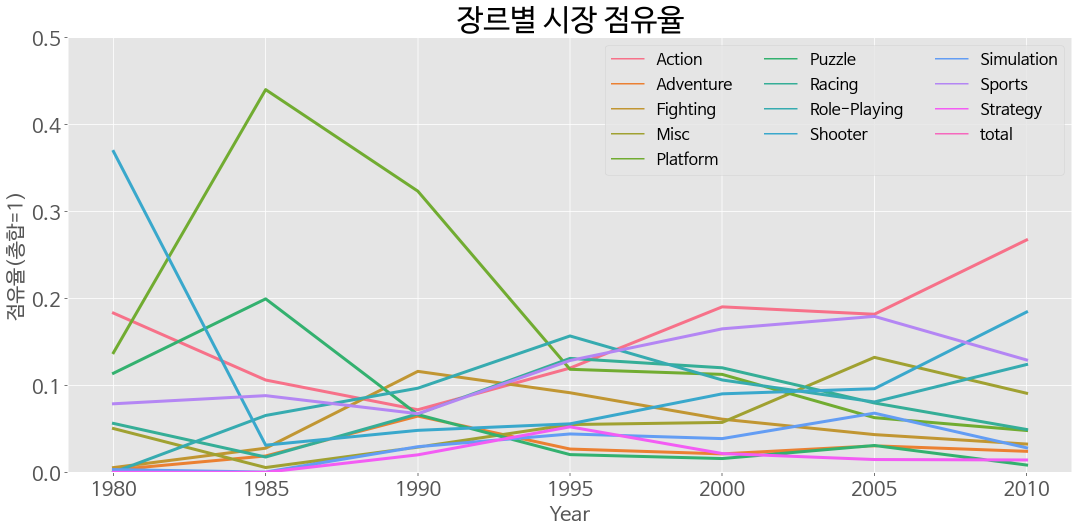 장르별 시장 점유율
0.5
0.4
0.3
0.2
0.1
0.0
점유율(총합=1)
Action
Adventure
Fighting
Misc
Platform
Puzzle
Racing
Role-Playing
Shooter
Simulation
Sports
Strategy
total
1980 1985 1990 1995 2000 2005 2010
Year